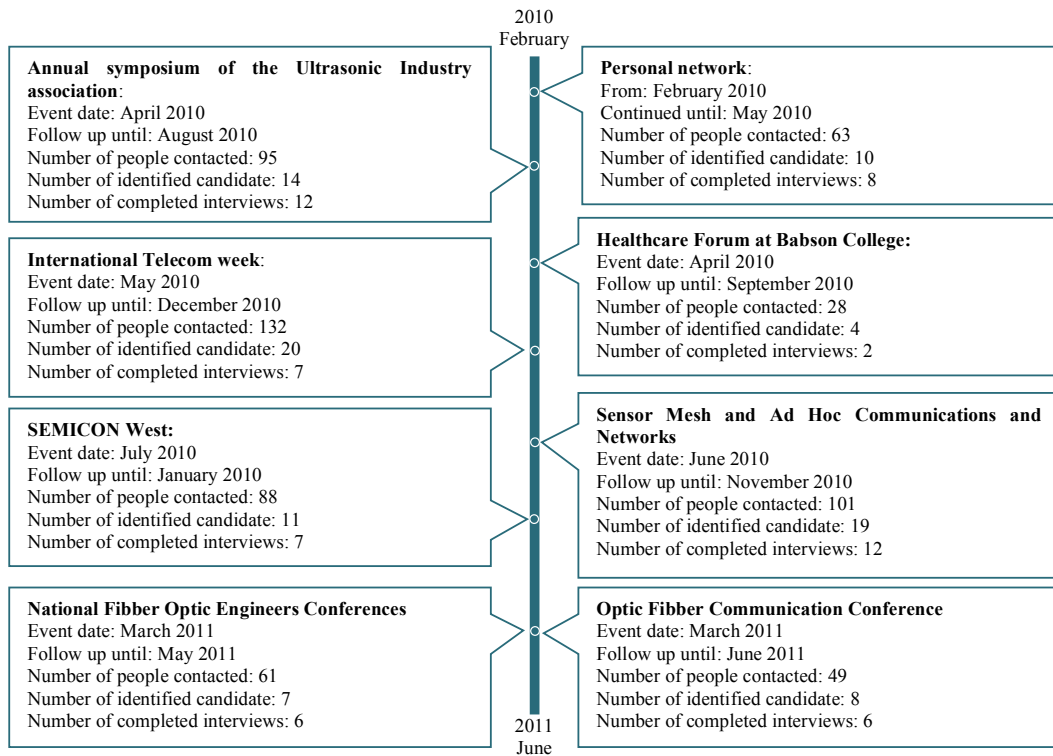 2010
February
Annual symposium of the Ultrasonic Industry
association:
Event date: April 2010
Follow up until: August 2010
Number of people contacted: 95
Number of identified candidate: 14
Number of completed interviews: 12
Personal network:
From: February 2010
Continued until: May 2010
Number of people contacted: 63
Number of identified candidate: 10
Number of completed interviews: 8
International Telecom week:
Event date: May 2010
Follow up until: December 2010
Number of people contacted: 132
Number of identified candidate: 20
Number of completed interviews: 7
Healthcare Forum at Babson College:
Event date: April 2010
Follow up until: September 2010
Number of people contacted: 28
Number of identified candidate: 4
Number of completed interviews: 2
SEMICON West:
Event date: July 2010
Follow up until: January 2010
Number of people contacted: 88
Number of identified candidate: 11
Number of completed interviews: 7
Sensor Mesh and Ad Hoc Communications and
Networks
Event date: June 2010
Follow up until: November 2010
Number of people contacted: 101
Number of identified candidate: 19
Number of completed interviews: 12
National Fibber Optic Engineers Conferences
Event date: March 2011
Follow up until: May 2011
Number of people contacted: 61
Number of identified candidate: 7
Number of completed interviews: 6
Optic Fibber Communication Conference
Event date: March 2011
Follow up until: June 2011
Number of people contacted: 49
Number of identified candidate: 8
Number of completed interviews: 6
2011
June